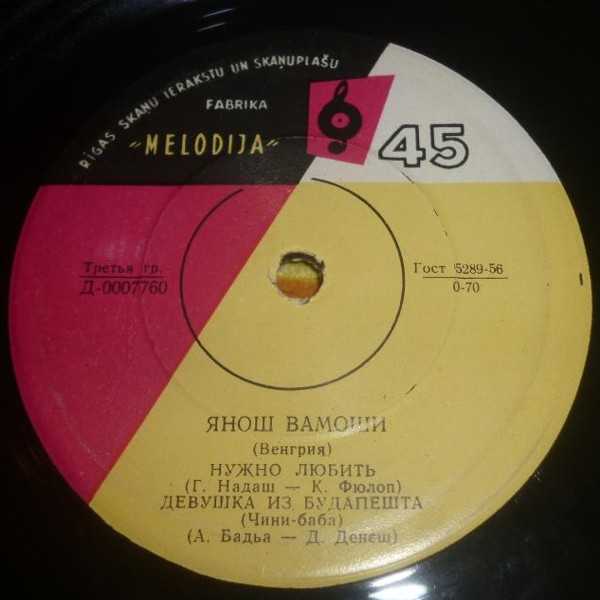 RĪGAS SKAŅU IERAKSTU UN SKAŅUPLAŠU
FABRIKA
"MELODIJA"
45
Третья гр.
Д-0007760
Гост 5289-56
0-70
ЯНОШ ВАМОШИ
(Венгрия)
НУЖНО ЛЮБИТЬ
(Г. Надаш — К. Фюлоп)
ДЕВУШКА ИЗ БУДАПЕШТА
(Чини-баба)
(А. Бадьа — Д. Денеш)